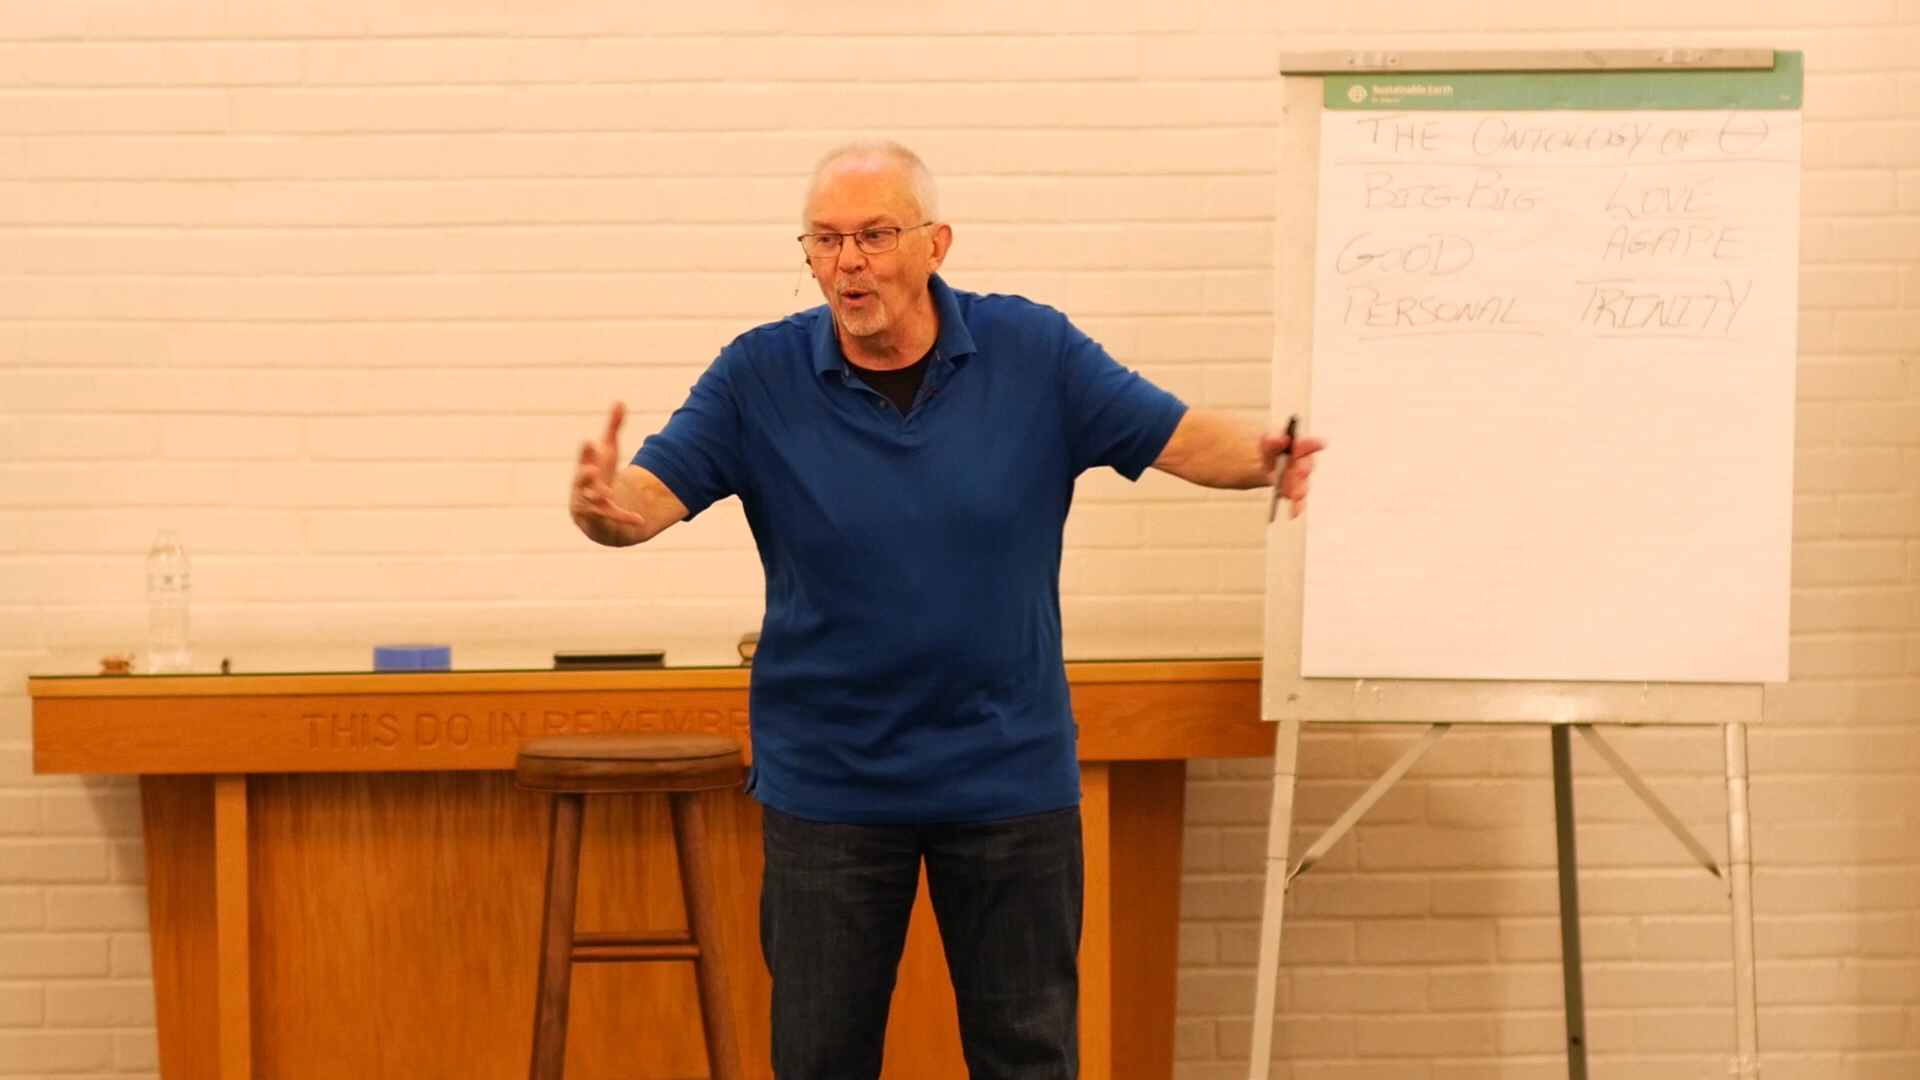 Sustainable Earth
THE ONTOLOGY OF Θ
BIG BIG LOVE
GOOD AGAPE
PERSONAL TRINITY
THIS DO IN REMEMBR